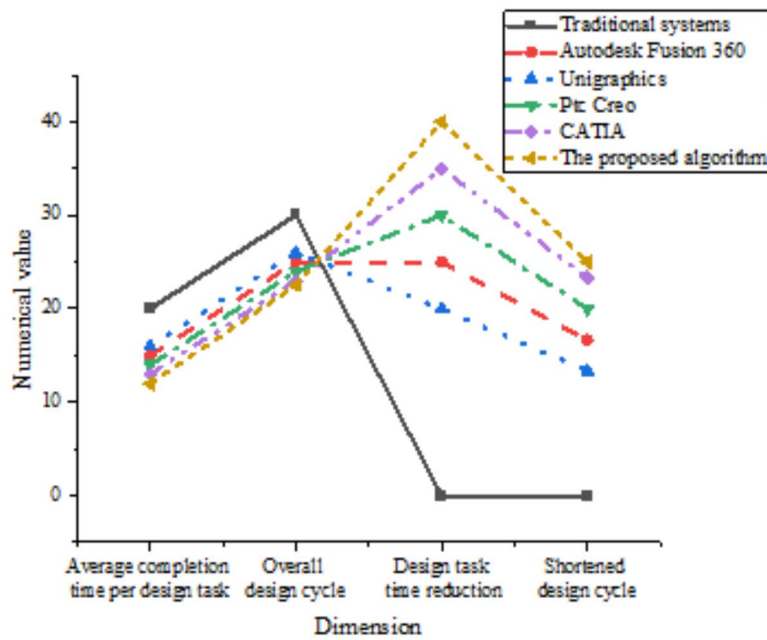 Traditional systems
Autodesk Fusion 360
Unigraphics
Ptc Creo
CATIA
The proposed algorithm
40
30
20
10
0
Numerical value
Average completion
time per design task
Overall
design cycle
Design task
time reduction
Shortened
design cycle
Dimension